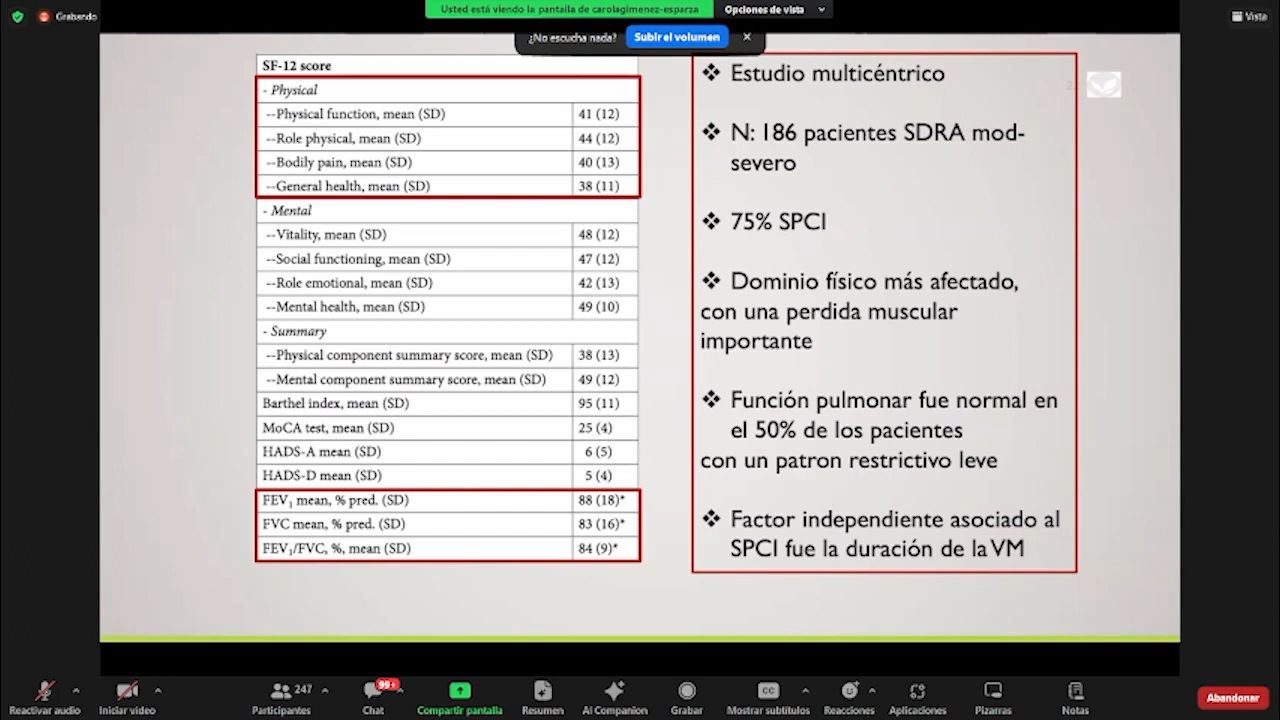 Grabando
Usted está viendo la pantalla de carolagimenez-esparza
Opciones de vista
Vista
¿No escucha nada?
Subir el volumen
SF-12 score
- Physical
--Physical function, mean (SD) 41 (12)
--Role physical, mean (SD) 44 (12)
--Bodily pain, mean (SD) 40 (13)
--General health, mean (SD) 38 (11)
- Mental
--Vitality, mean (SD) 48 (12)
--Social functioning, mean (SD) 47 (12)
--Role emotional, mean (SD) 42 (13)
--Mental health, mean (SD) 49 (10)
- Summary
--Physical component summary score, mean (SD) 38 (13)
--Mental component summary score, mean (SD) 49 (12)
Barthel index, mean (SD) 95 (11)
MoCA test, mean (SD) 25 (4)
HADS-A mean (SD) 6 (5)
HADS-D mean (SD) 5 (4)
FEV₁ mean, % pred. (SD) 88 (18)*
FVC mean, % pred. (SD) 83 (16)*
FEV₁/FVC, %, mean (SD) 84 (9)*
❖ Estudio multicéntrico
❖ N: 186 pacientes SDRA mod-
severo
❖ 75% SPCI
❖ Dominio físico más afectado,
con una perdida muscular
importante
❖ Función pulmonar fue normal en
el 50% de los pacientes
con un patron restrictivo leve
❖ Factor independiente asociado al
SPCI fue la duración de la VM
Reactivar audio
Iniciar video
247
Participantes
99+
Chat
Compartir pantalla
Resumen
AI Companion
Grabar
CC
Mostrar subtítulos
Reacciones
Aplicaciones
Pizarras
Notas
Abandonar